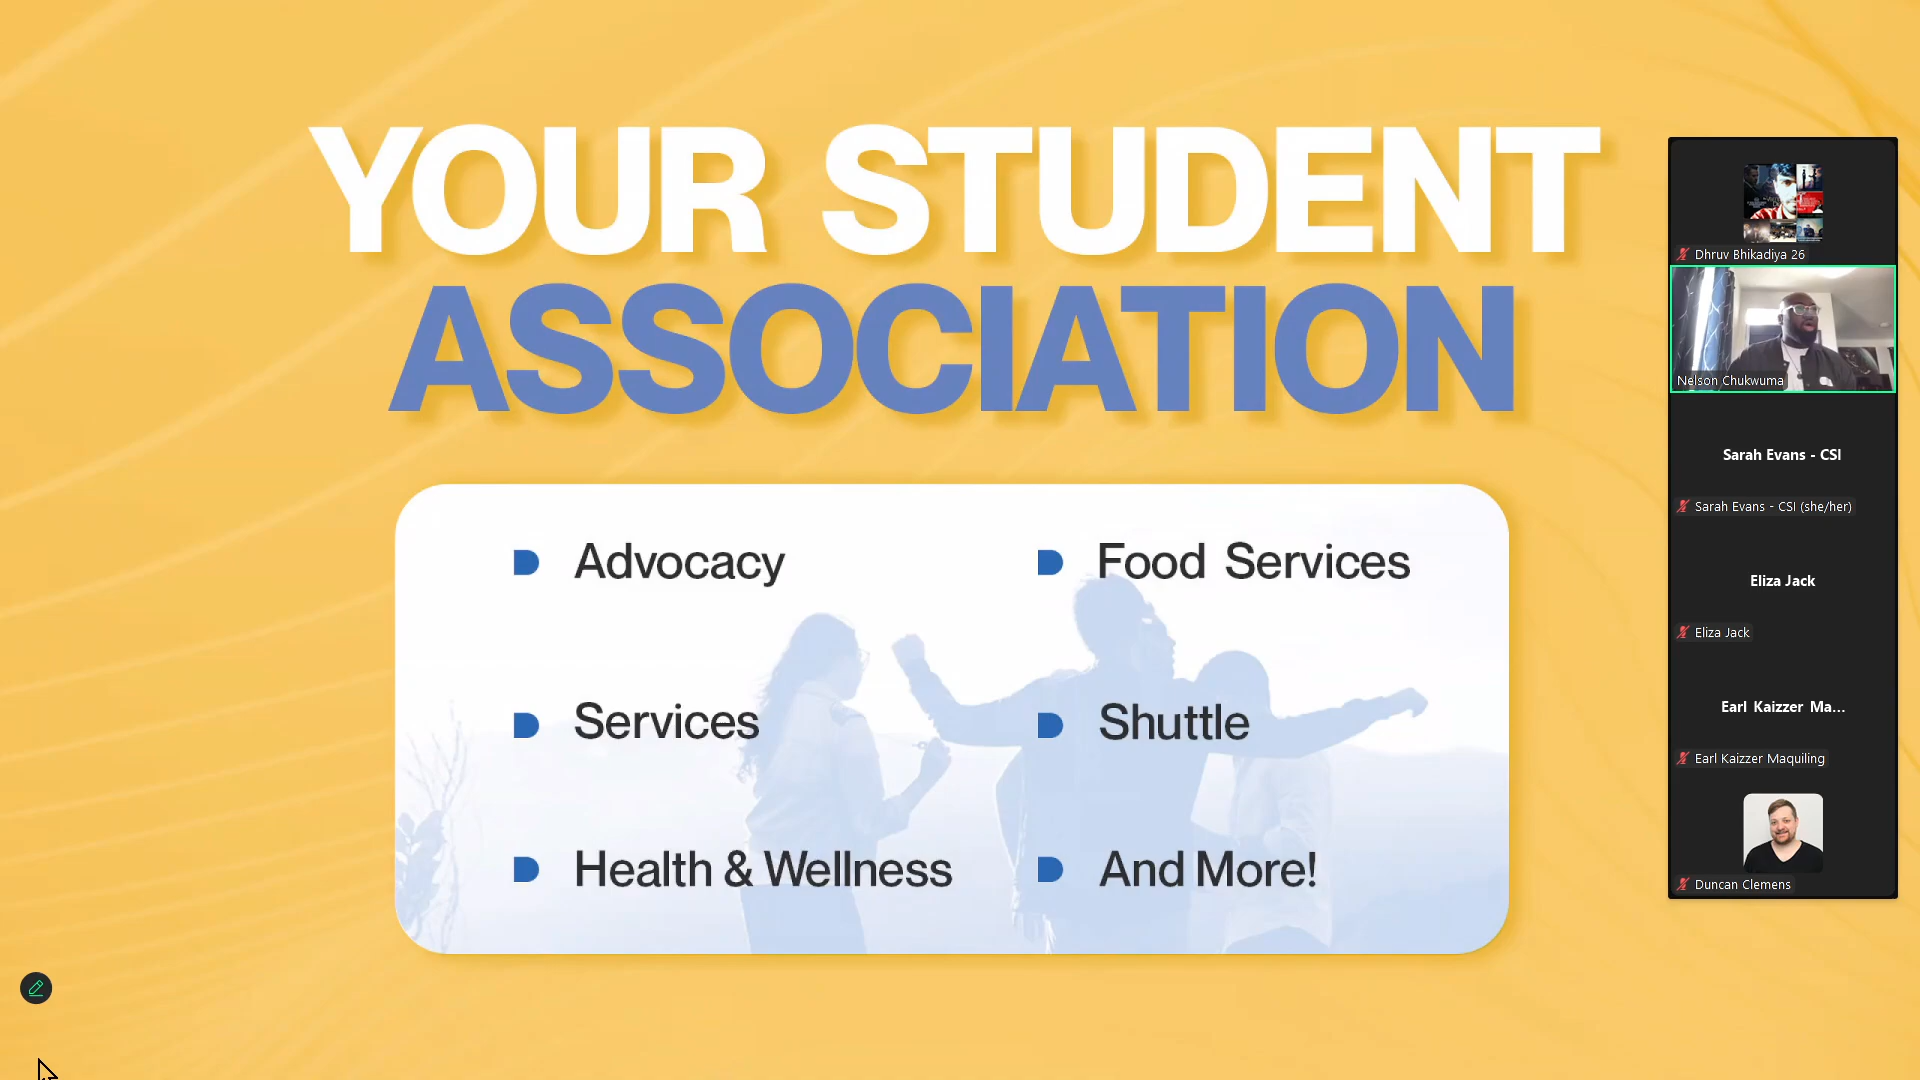 YOUR STUDENT
ASSOCIATION
Advocacy
Food Services
Services
Shuttle
Health & Wellness
And More!
Dhruv Bhikadiya 26
Nelson Chukwuma
Sarah Evans - CSI
Sarah Evans - CSI (she/her)
Eliza Jack
Eliza Jack
Earl Kaizzer Ma...
Earl Kaizzer Maquiling
Duncan Clemens